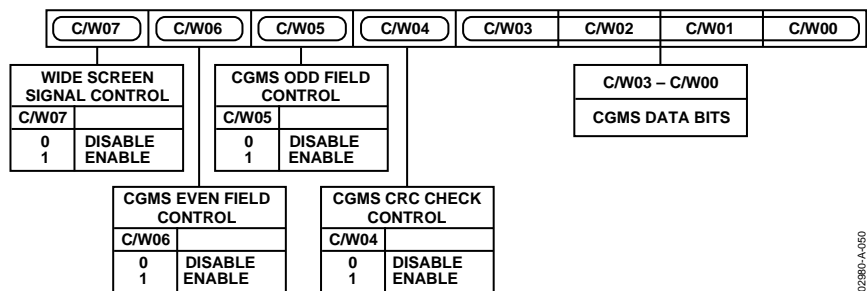 C/W07 C/W06 C/W05 C/W04 C/W03 C/W02 C/W01 C/W00
WIDE SCREEN
SIGNAL CONTROL
C/W07
0 DISABLE
1 ENABLE
CGMS ODD FIELD
CONTROL
C/W05
0 DISABLE
1 ENABLE
C/W03 – C/W00
CGMS DATA BITS
CGMS EVEN FIELD
CONTROL
C/W06
0 DISABLE
1 ENABLE
CGMS CRC CHECK
CONTROL
C/W04
0 DISABLE
1 ENABLE
02980-A-050